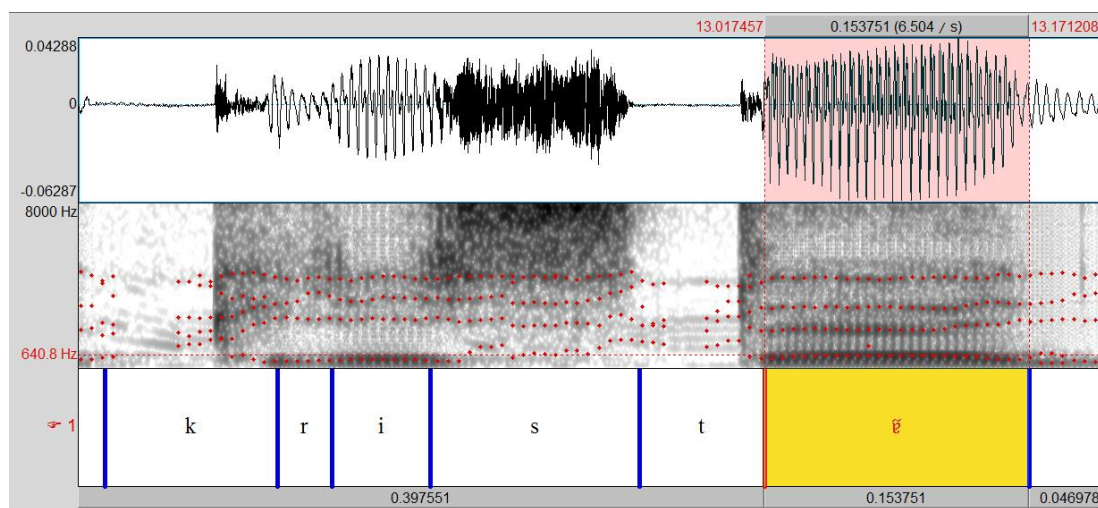 13.017457 0.153751 (6.504 / s) 13.171208
0.04288
0
-0.06287
8000 Hz
640.8 Hz
☞ 1 k r i s t ɐ̃
0.397551 0.153751 0.046978